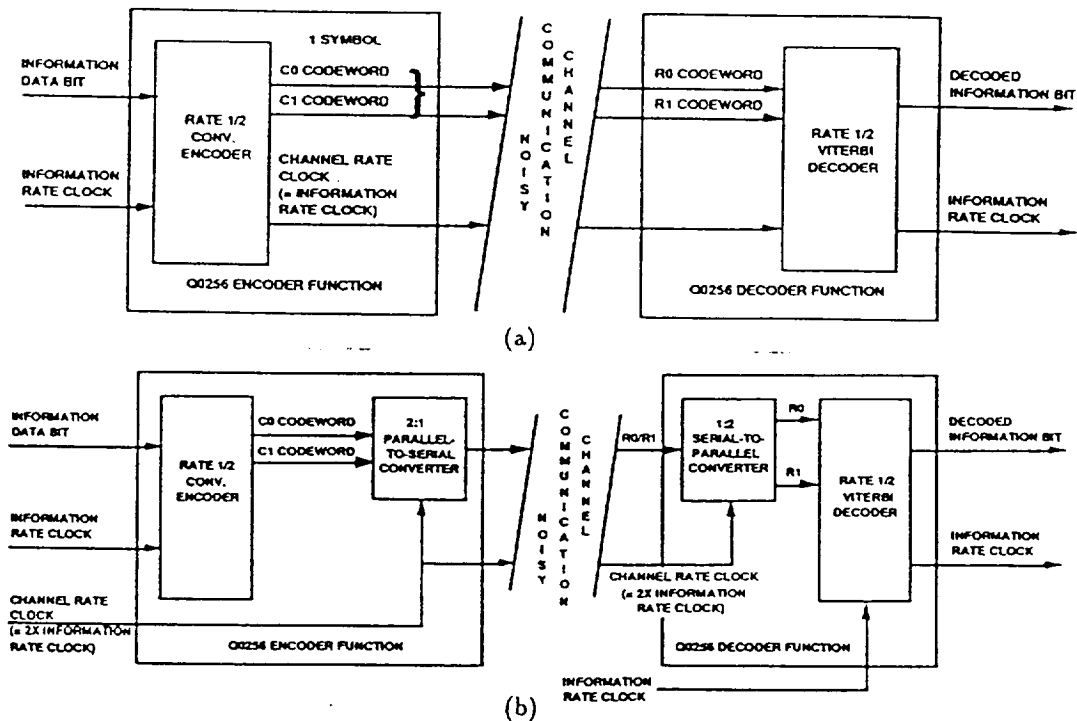 1 SYMBOL
INFORMATION
DATA BIT
C0 CODEWORD
C1 CODEWORD
RATE 1/2
CONV.
ENCODER
INFORMATION
RATE CLOCK
CHANNEL RATE
CLOCK
(= INFORMATION
RATE CLOCK)
Q0256 ENCODER FUNCTION
NOISY
COMMUNICATION
CHANNEL
R0 CODEWORD
R1 CODEWORD
RATE 1/2
VITERBI
DECODER
DECODED
INFORMATION BIT
INFORMATION
RATE CLOCK
Q0256 DECODER FUNCTION
(a)
INFORMATION
DATA BIT
RATE 1/2
CONV.
ENCODER
C0 CODEWORD
C1 CODEWORD
2:1
PARALLEL-
TO-SERIAL
CONVERTER
INFORMATION
RATE CLOCK
CHANNEL RATE
CLOCK
(= 2X INFORMATION
RATE CLOCK)
Q0256 ENCODER FUNCTION
NOISY
COMMUNICATION
CHANNEL
R0/R1
1:2
SERIAL-TO-
PARALLEL
CONVERTER
R0
R1
RATE 1/2
VITERBI
DECODER
DECODED
INFORMATION BIT
INFORMATION
RATE CLOCK
CHANNEL RATE CLOCK
(= 2X INFORMATION
RATE CLOCK)
Q0256 DECODER FUNCTION
INFORMATION
RATE CLOCK
(b)